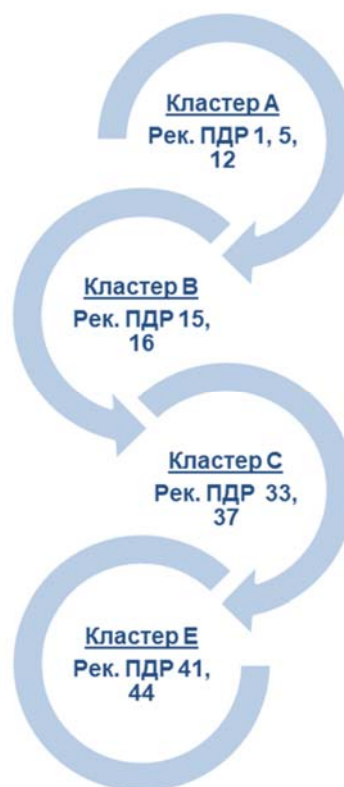 Кластер A
Рек. ПДР 1, 5,
12
Кластер B
Рек. ПДР 15,
16
Кластер C
Рек. ПДР 33,
37
Кластер E
Рек. ПДР 41,
44